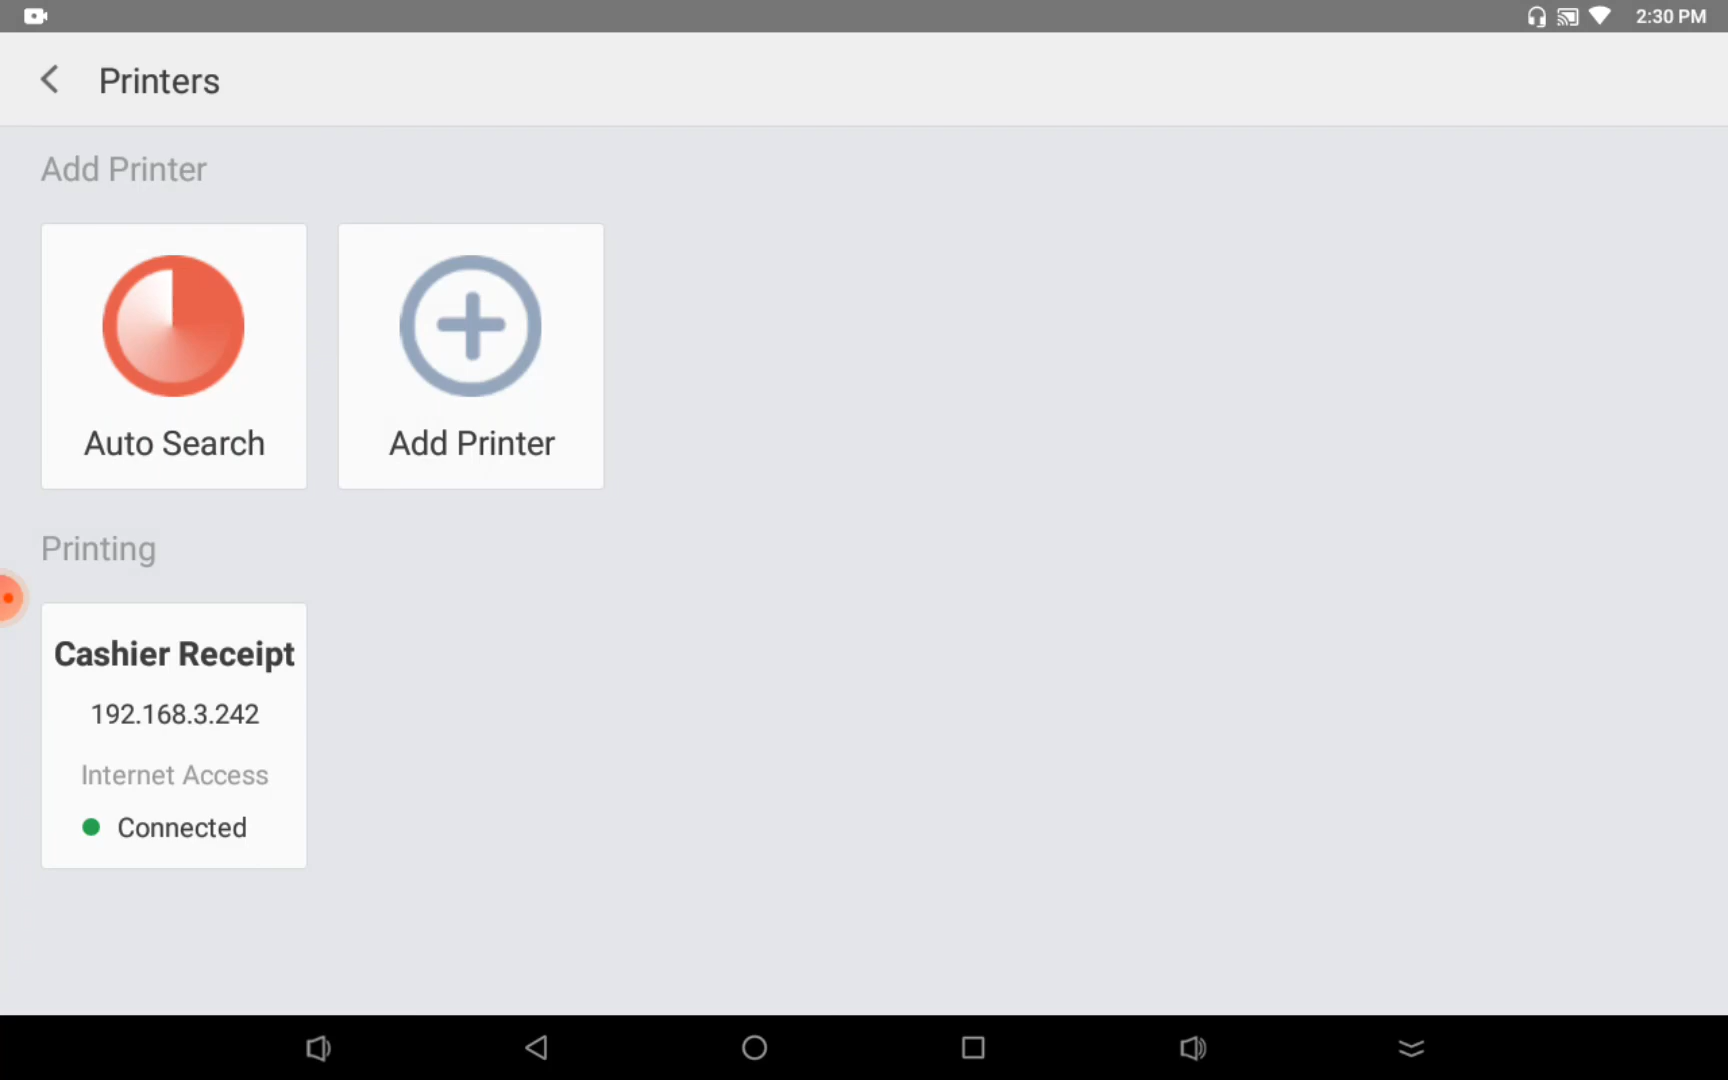 2:30 PM
Printers
Add Printer
Auto Search
Add Printer
Printing
Cashier Receipt
192.168.3.242
Internet Access
Connected